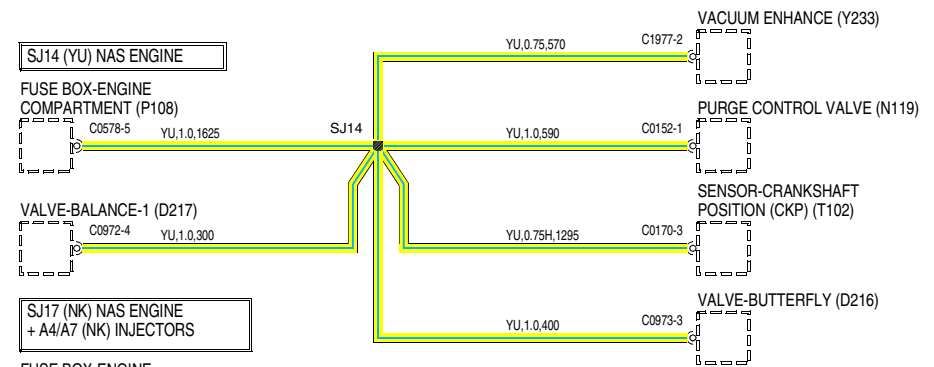 VACUUM ENHANCE (Y233)
YU,0.75,570
C1977-2
SJ14 (YU) NAS ENGINE
FUSE BOX-ENGINE
COMPARTMENT (P108)
C0578-5
YU,1.0,1625
SJ14
YU,1.0,590
C0152-1
PURGE CONTROL VALVE (N119)
SENSOR-CRANKSHAFT
POSITION (CKP) (T102)
VALVE-BALANCE-1 (D217)
C0972-4
YU,1.0,300
YU,0.75H,1295
C0170-3
SJ17 (NK) NAS ENGINE
+ A4/A7 (NK) INJECTORS
VALVE-BUTTERFLY (D216)
YU,1.0,400
C0973-3
FUSE BOX-ENGINE